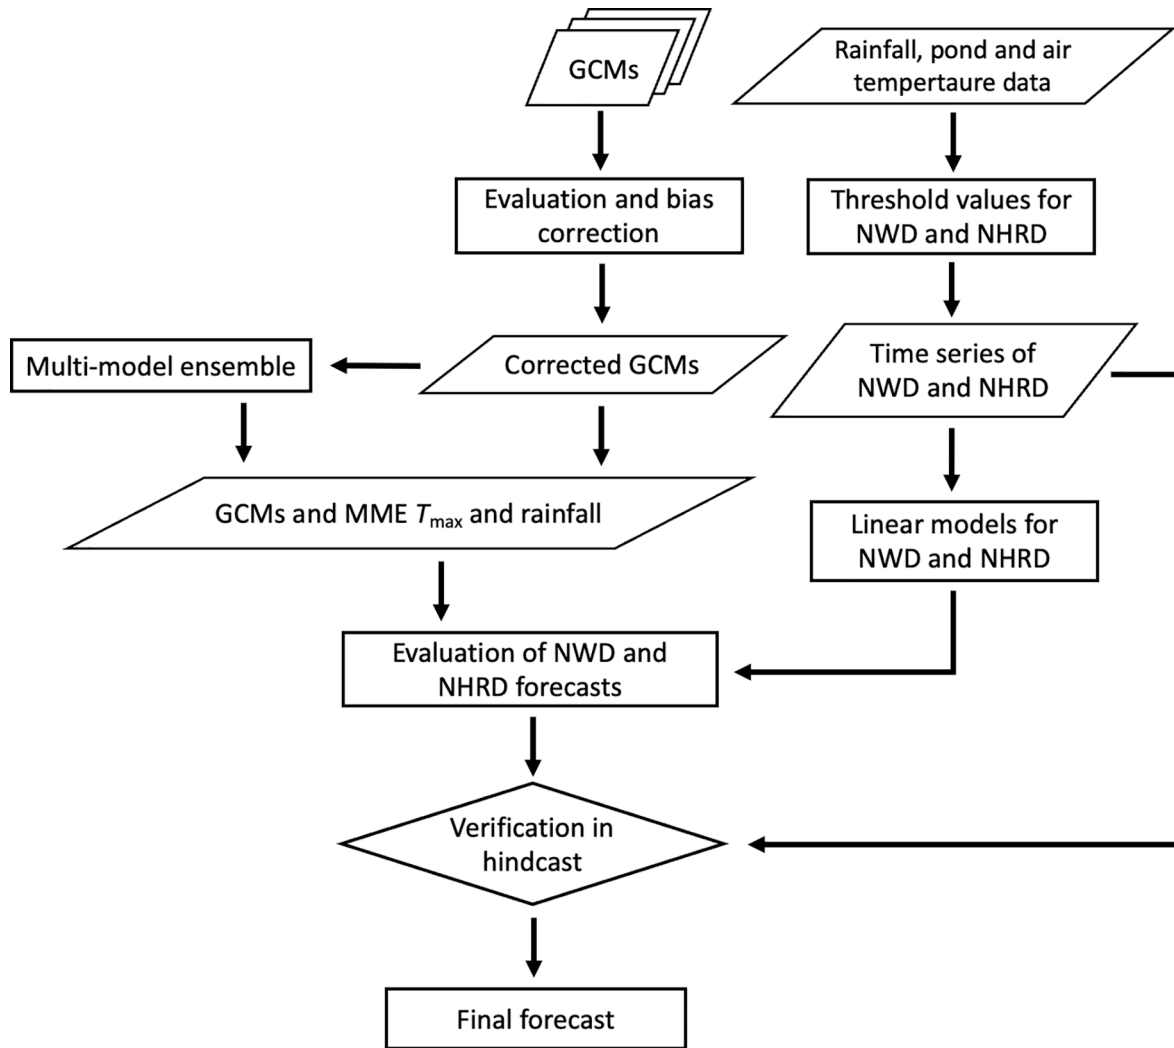 GCMs
Rainfall, pond and air
tempertaure data
Evaluation and bias
correction
Threshold values for
NWD and NHRD
Multi-model ensemble
Corrected GCMs
Time series of
NWD and NHRD
GCMs and MME Tmax and rainfall
Linear models for
NWD and NHRD
Evaluation of NWD and
NHRD forecasts
Verification in
hindcast
Final forecast